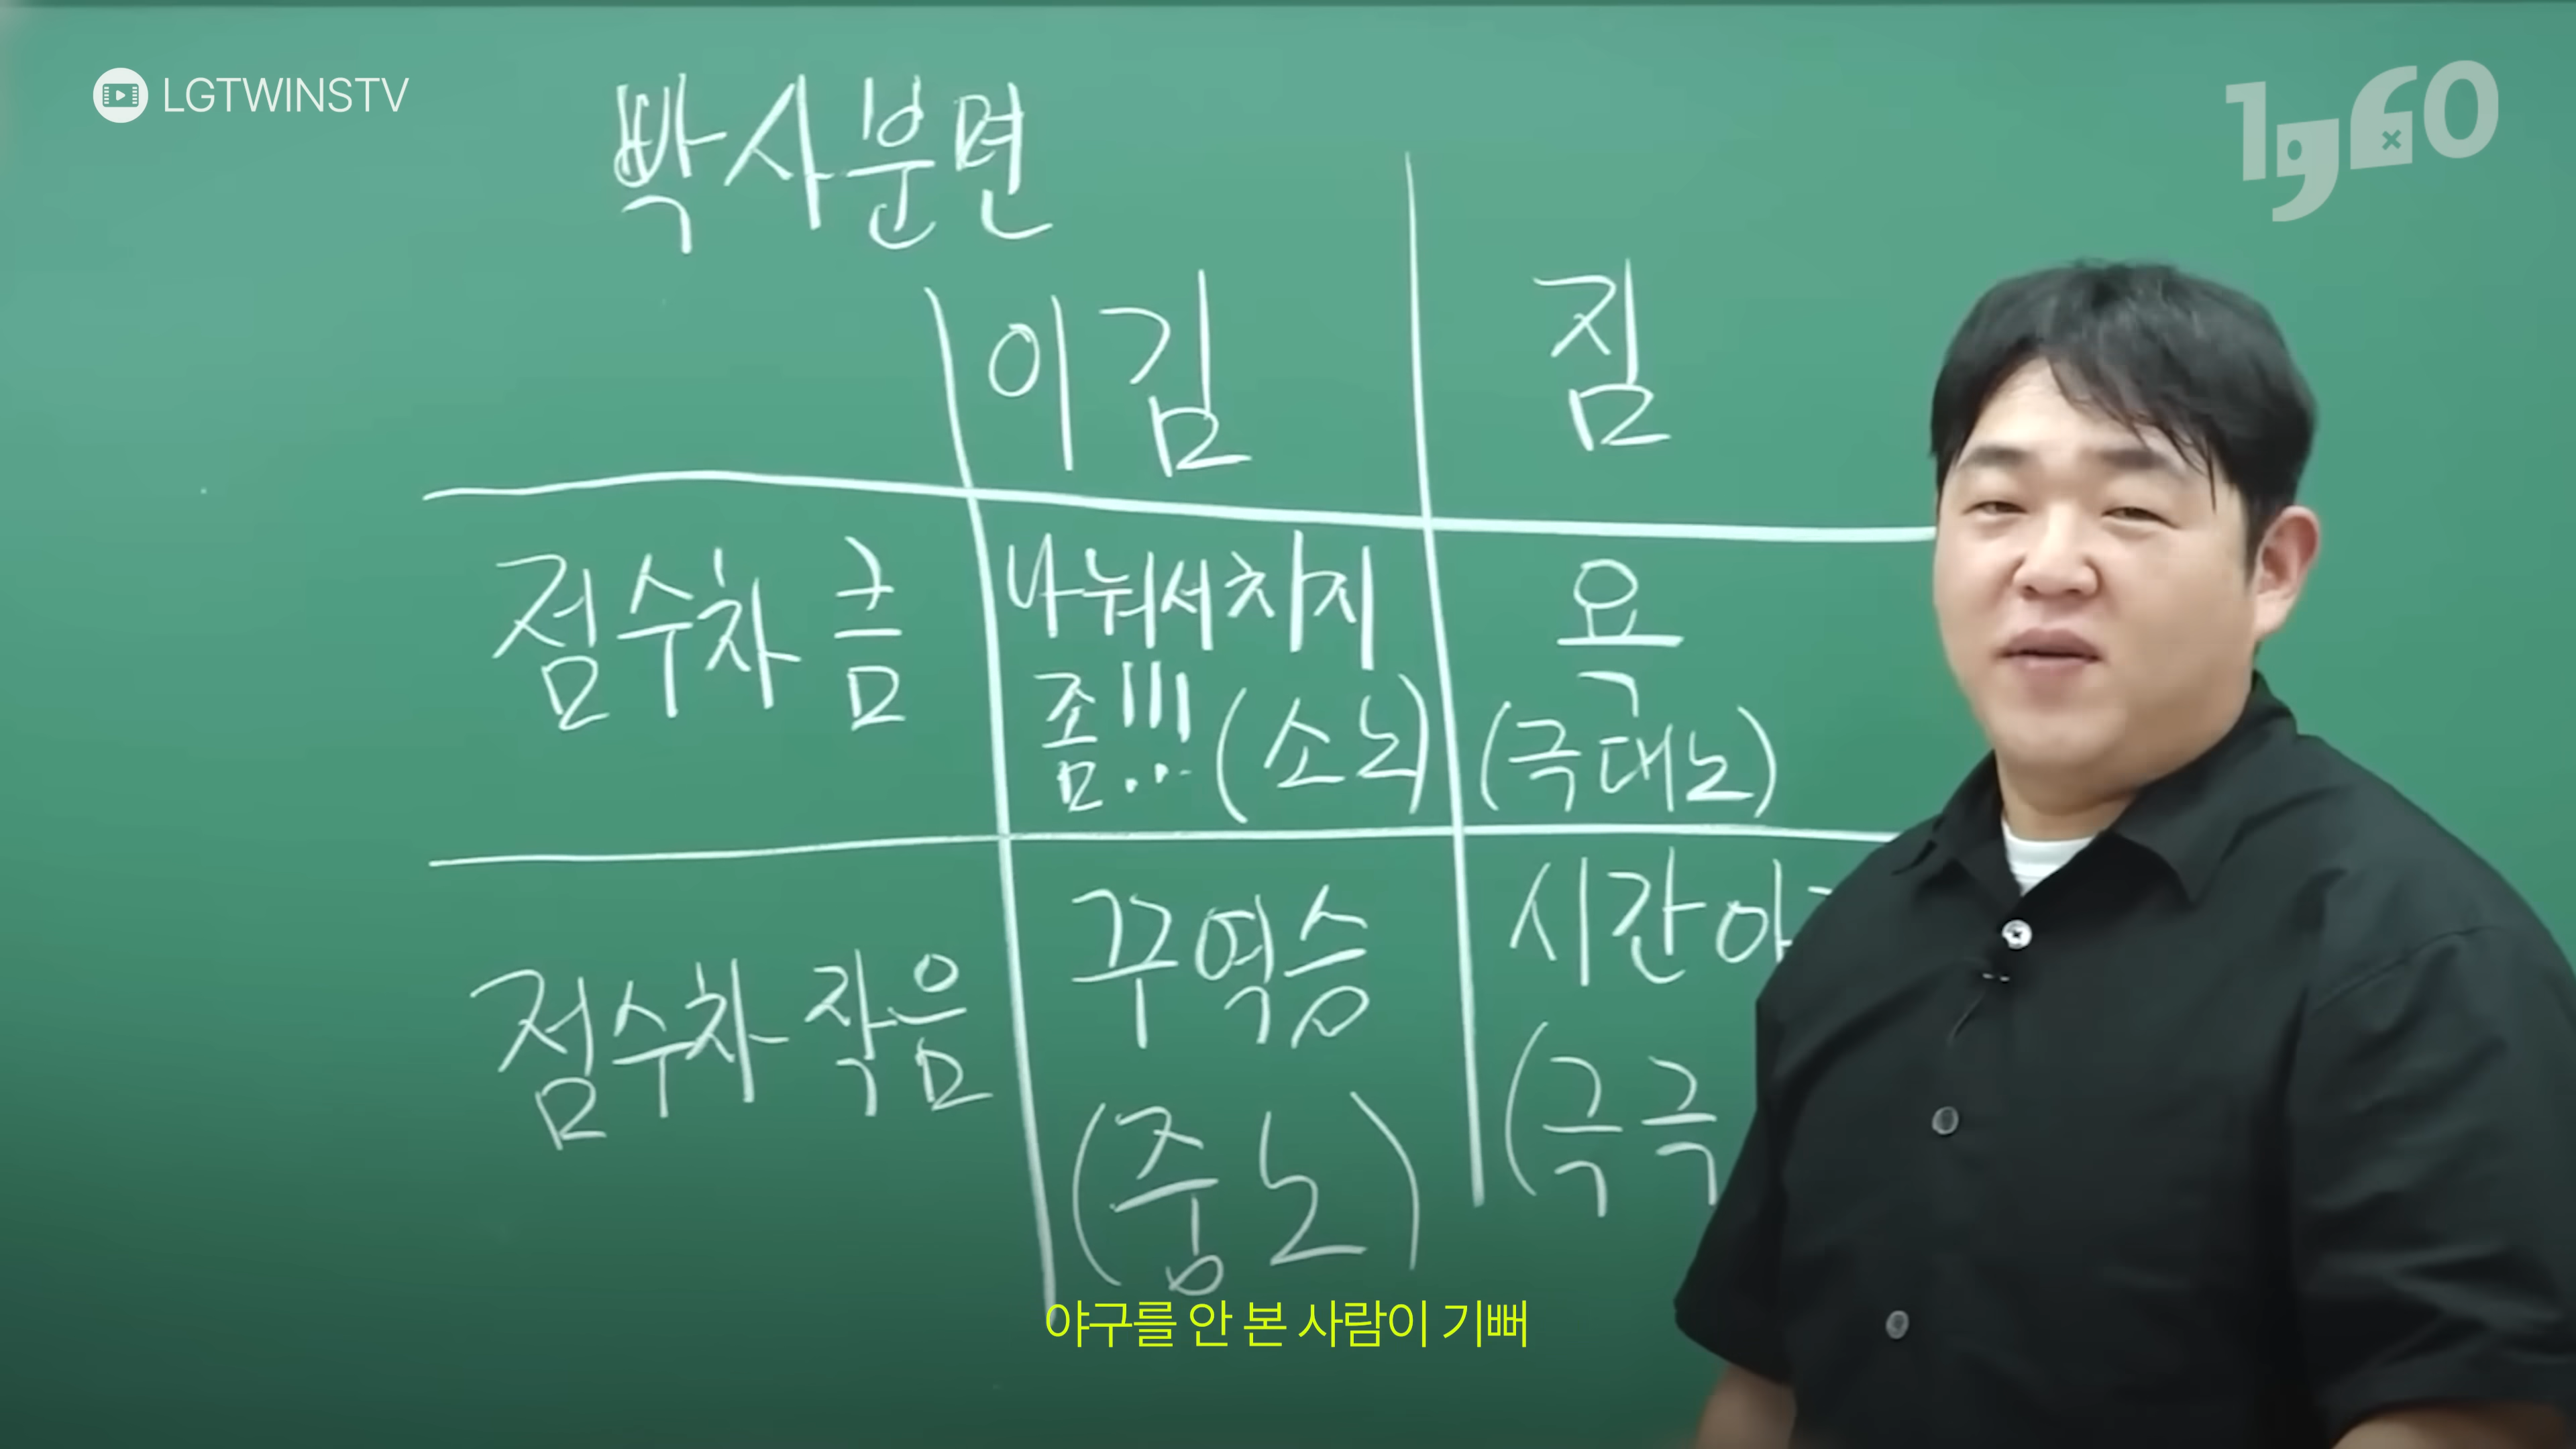 LGTWINSTV
1960
빡사분면
이김
짐
점수차 큼
나눠서 차지
좀!!! (소노)
욕
(극대노)
점수차 작음
꾸역승
(중노)
시간
(극극
야구를 안 본 사람이 기뻐